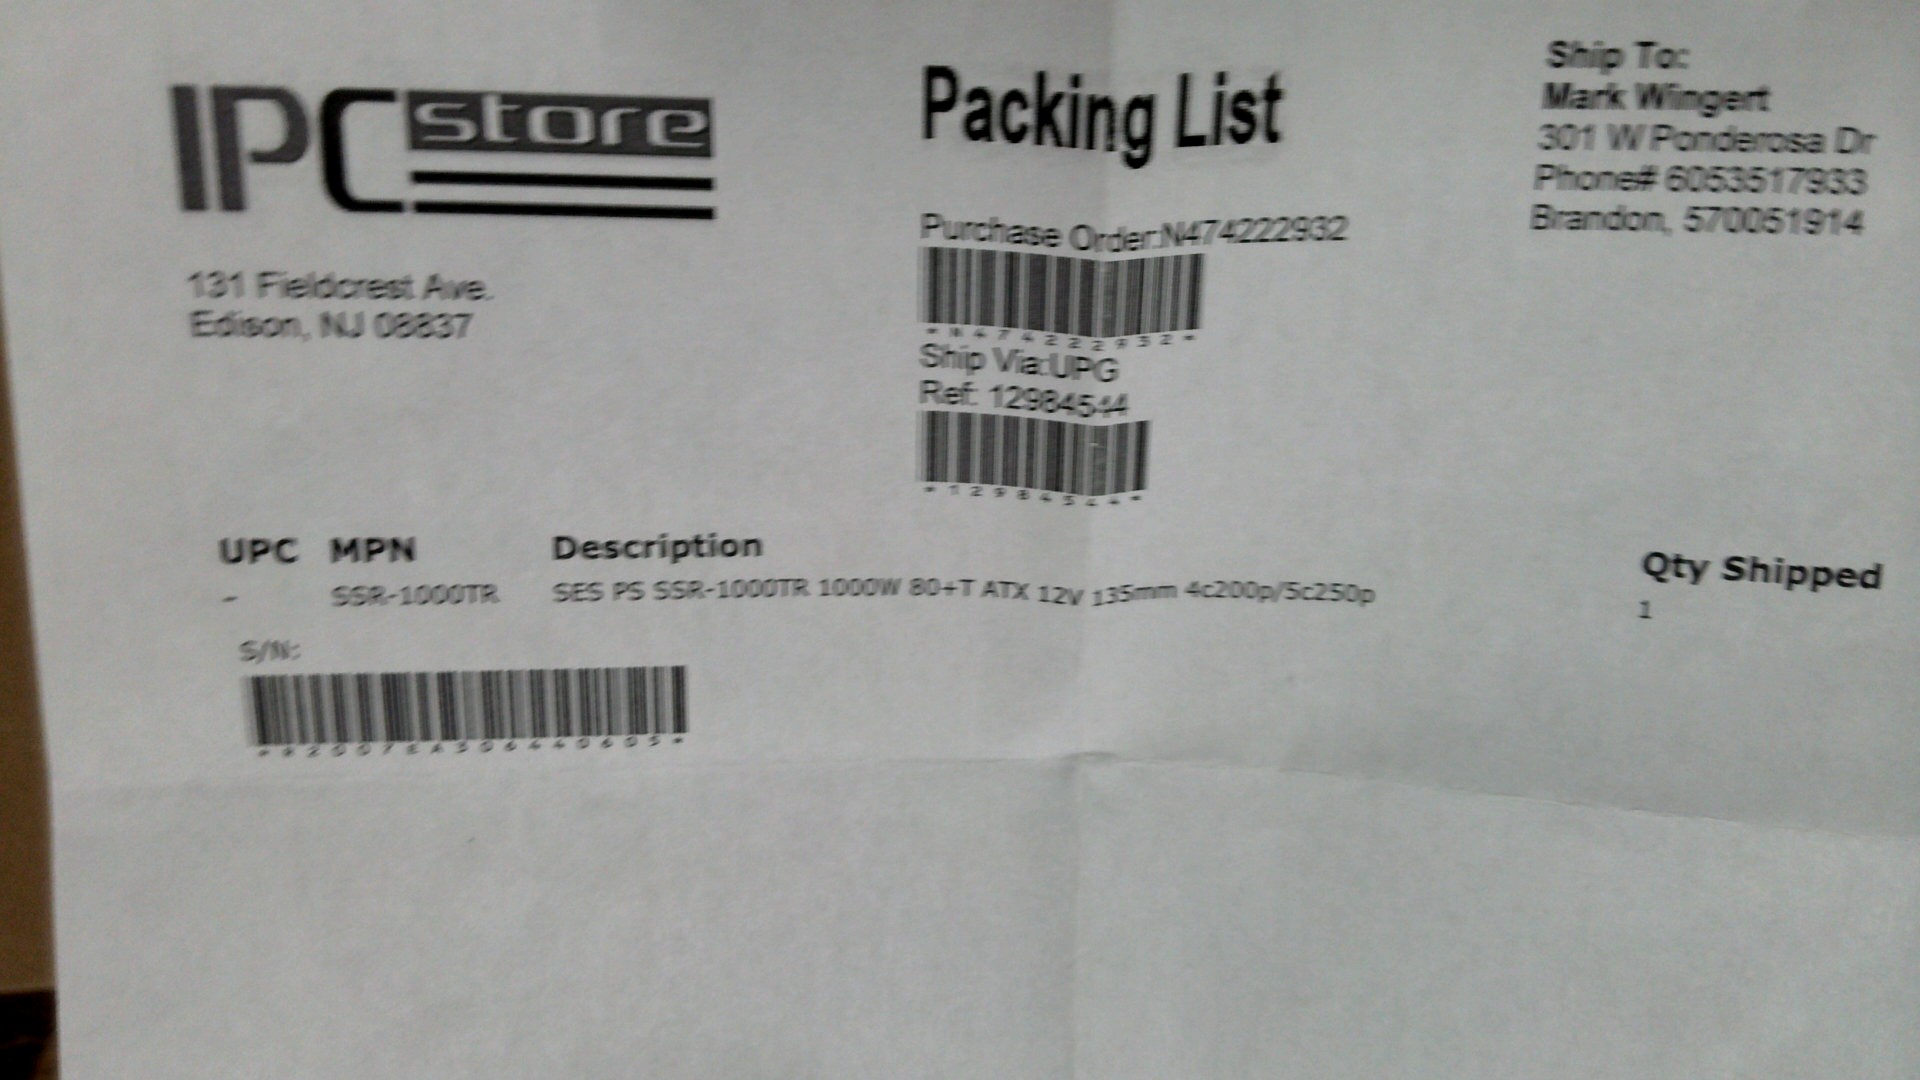 IPC store
131 Fieldcrest Ave.
Edison, NJ 08837
Packing List
Purchase Order:N474222932
*N474222932*
Ship Via:UPG
Ref: 12984544
*12984544*
Ship To:
Mark Wingert
301 W Ponderosa Dr
Phone# 6053517933
Brandon, 570051914
UPC MPN Description Qty Shipped
- SSR-1000TR SES PS SSR-1000TR 1000W 80+T ATX 12V 135mm 4c200p/5c250p 1
S/N: